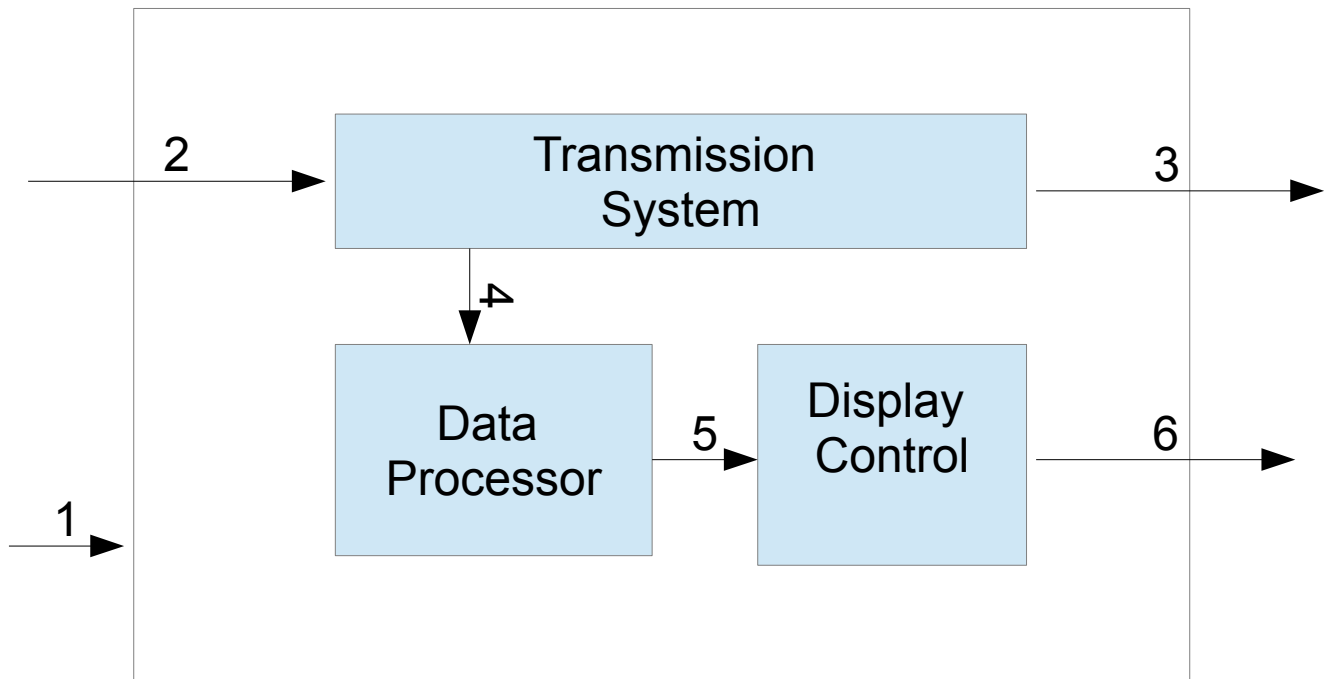 2
Transmission
System
3
4
Data
Processor
5
Display
Control
6
1